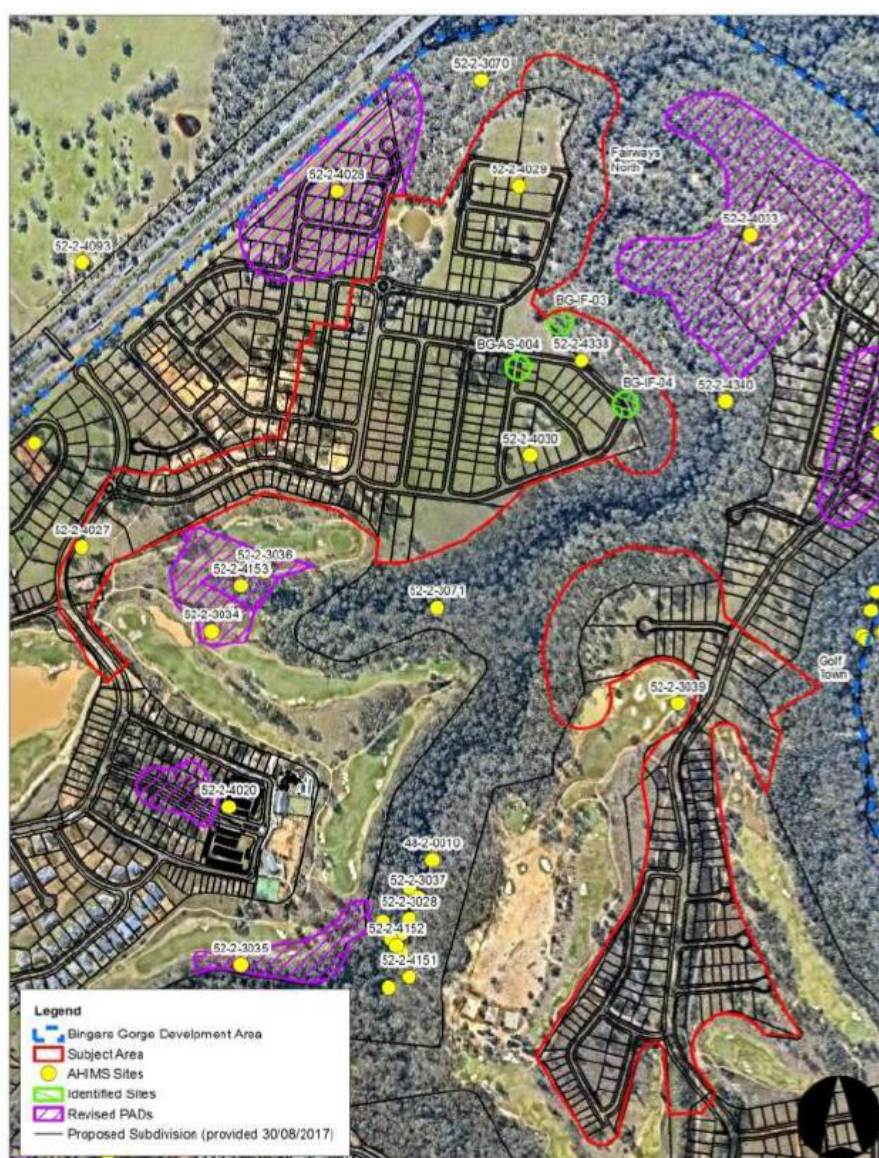 52-2-3070
Fairways
North
52-2-4028
52-2-4029
52-2-4033
52-2-4093
BG-IF-03
BG-AS-004
52-2-4338
BG-IF-04
52-2-4340
52-2-4030
52-2-4027
52-2-3036
52-2-4153
52-2-3034
52-2-3071
Golf
Town
52-2-3039
52-2-4020
48-2-0010
52-2-3037
52-2-3028
52-2-4152
52-2-3035
52-2-4151
Legend
Bingara Gorge Develpment Area
Subject Area
AHIMS Sites
Identified Sites
Revised PADs
Proposed Subdivision (provided 30/08/2017)